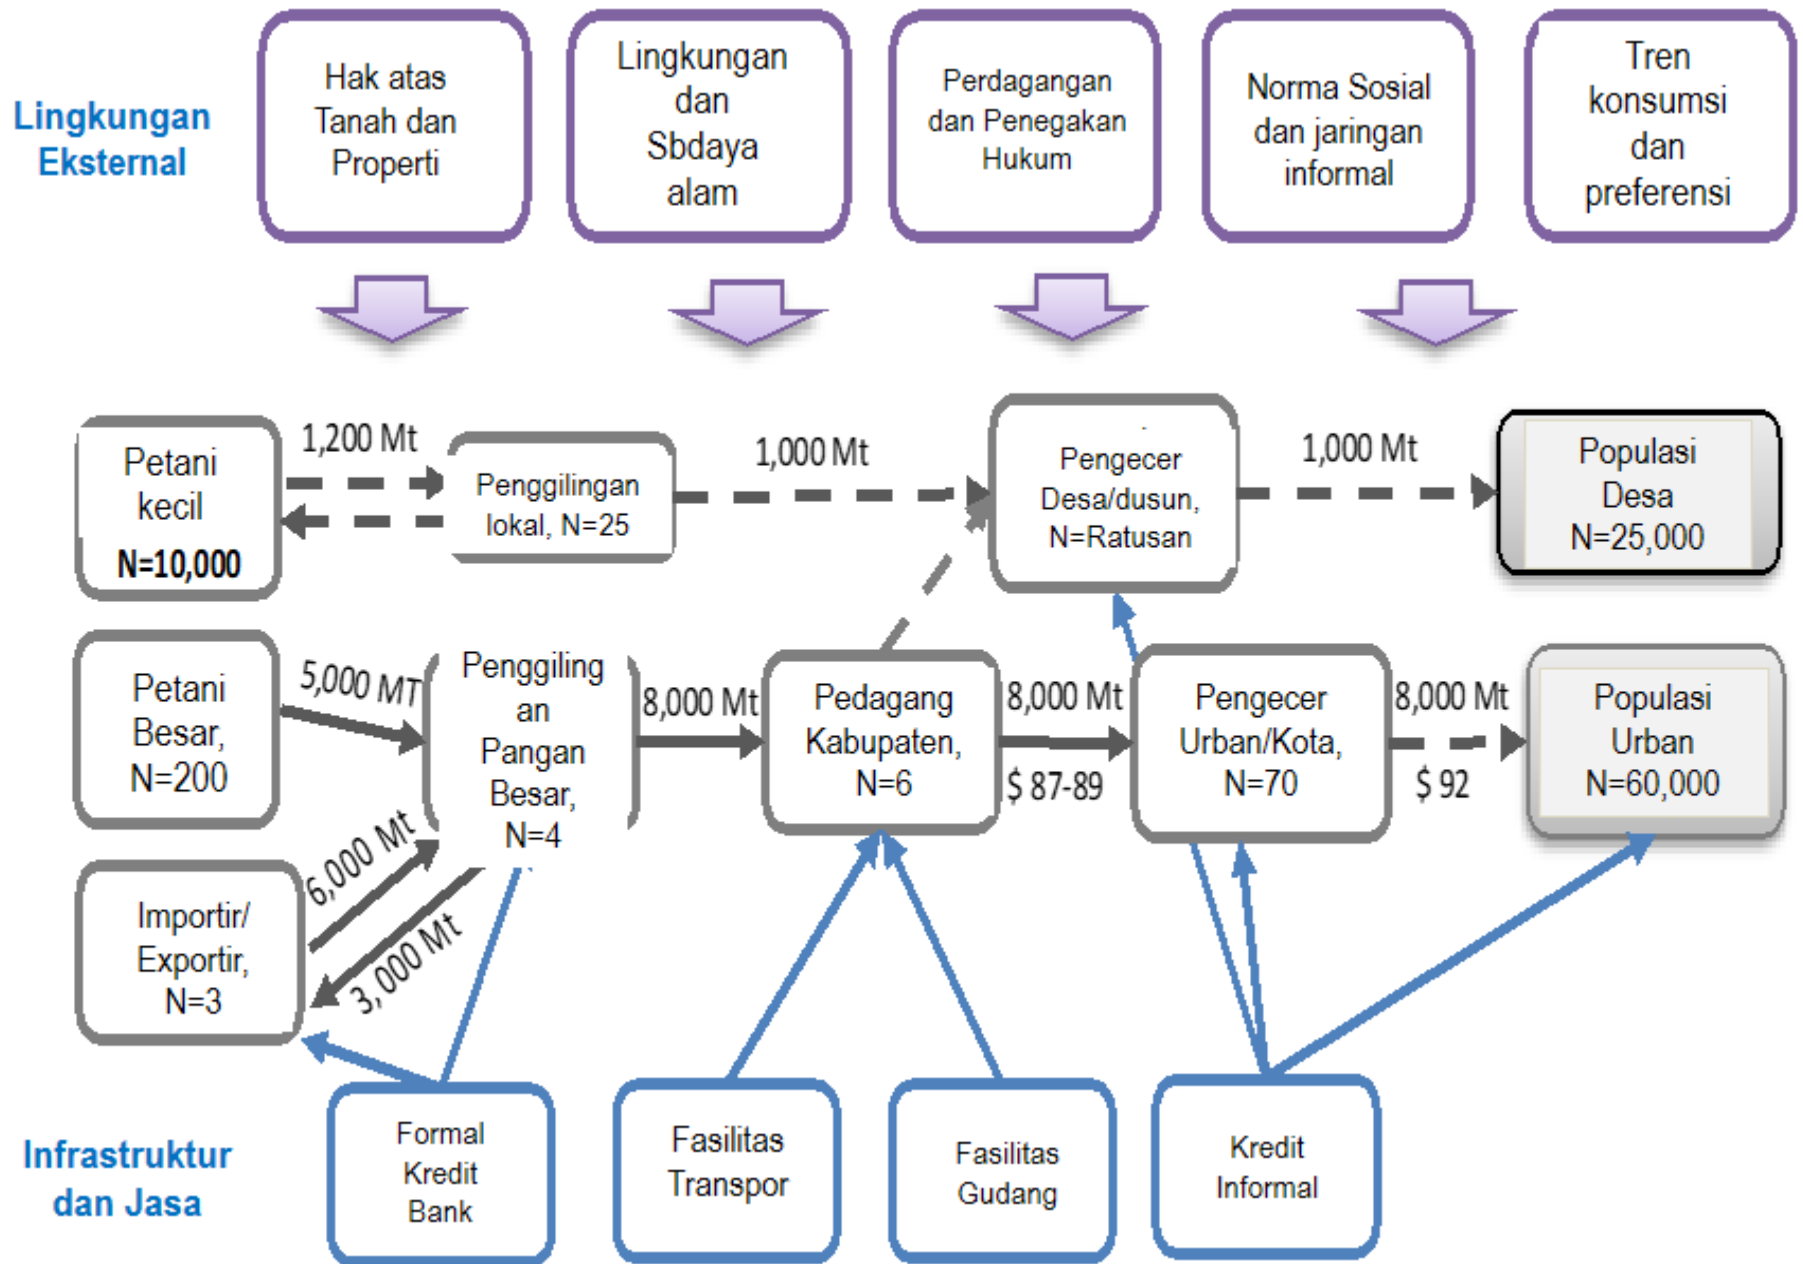 Lingkungan
Eksternal
Hak atas
Tanah dan
Properti
Lingkungan
dan
Sbdaya
alam
Perdagangan
dan Penegakan
Hukum
Norma Sosial
dan jaringan
informal
Tren
konsumsi
dan
preferensi
Petani
kecil
N=10,000
1,200 Mt
Penggilingan
lokal, N=25
1,000 Mt
Pengecer
Desa/dusun,
N=Ratusan
1,000 Mt
Populasi
Desa
N=25,000
Petani
Besar,
N=200
5,000 MT
Penggiling
an
Pangan
Besar,
N=4
8,000 Mt
Pedagang
Kabupaten,
N=6
8,000 Mt
$ 87-89
Pengecer
Urban/Kota,
N=70
8,000 Mt
$ 92
Populasi
Urban
N=60,000
Importir/
Exportir,
N=3
6,000 Mt
3,000 Mt
Infrastruktur
dan Jasa
Formal
Kredit
Bank
Fasilitas
Transpor
Fasilitas
Gudang
Kredit
Informal